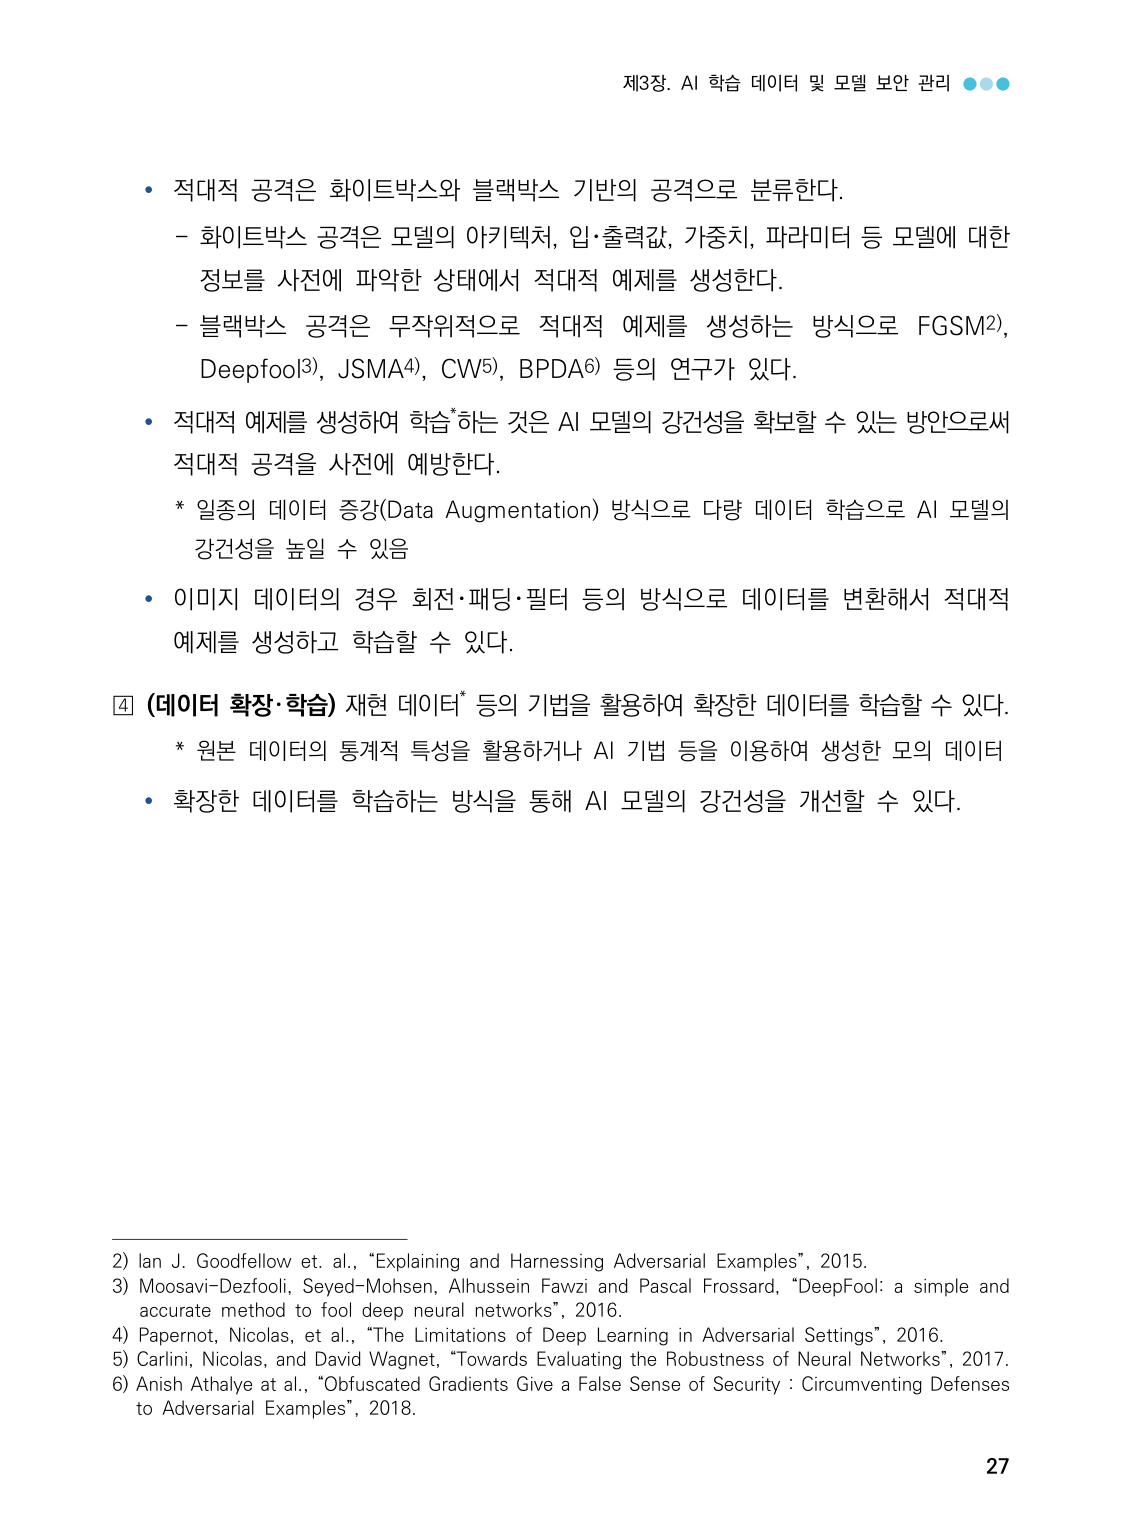 제3장. AI 학습 데이터 및 모델 보안 관리
• 적대적 공격은 화이트박스와 블랙박스 기반의 공격으로 분류한다.
– 화이트박스 공격은 모델의 아키텍처, 입·출력값, 가중치, 파라미터 등 모델에 대한
정보를 사전에 파악한 상태에서 적대적 예제를 생성한다.
– 블랙박스 공격은 무작위적으로 적대적 예제를 생성하는 방식으로 FGSM2),
Deepfool3), JSMA4), CW5), BPDA6) 등의 연구가 있다.
• 적대적 예제를 생성하여 학습*하는 것은 AI 모델의 강건성을 확보할 수 있는 방안으로써
적대적 공격을 사전에 예방한다.
* 일종의 데이터 증강(Data Augmentation) 방식으로 다량 데이터 학습으로 AI 모델의
강건성을 높일 수 있음
• 이미지 데이터의 경우 회전·패딩·필터 등의 방식으로 데이터를 변환해서 적대적
예제를 생성하고 학습할 수 있다.
4 (데이터 확장·학습) 재현 데이터* 등의 기법을 활용하여 확장한 데이터를 학습할 수 있다.
* 원본 데이터의 통계적 특성을 활용하거나 AI 기법 등을 이용하여 생성한 모의 데이터
• 확장한 데이터를 학습하는 방식을 통해 AI 모델의 강건성을 개선할 수 있다.
2) Ian J. Goodfellow et. al., “Explaining and Harnessing Adversarial Examples”, 2015.
3) Moosavi-Dezfooli, Seyed-Mohsen, Alhussein Fawzi and Pascal Frossard, “DeepFool: a simple and
accurate method to fool deep neural networks”, 2016.
4) Papernot, Nicolas, et al., “The Limitations of Deep Learning in Adversarial Settings”, 2016.
5) Carlini, Nicolas, and David Wagnet, “Towards Evaluating the Robustness of Neural Networks”, 2017.
6) Anish Athalye at al., “Obfuscated Gradients Give a False Sense of Security : Circumventing Defenses
to Adversarial Examples”, 2018.
27